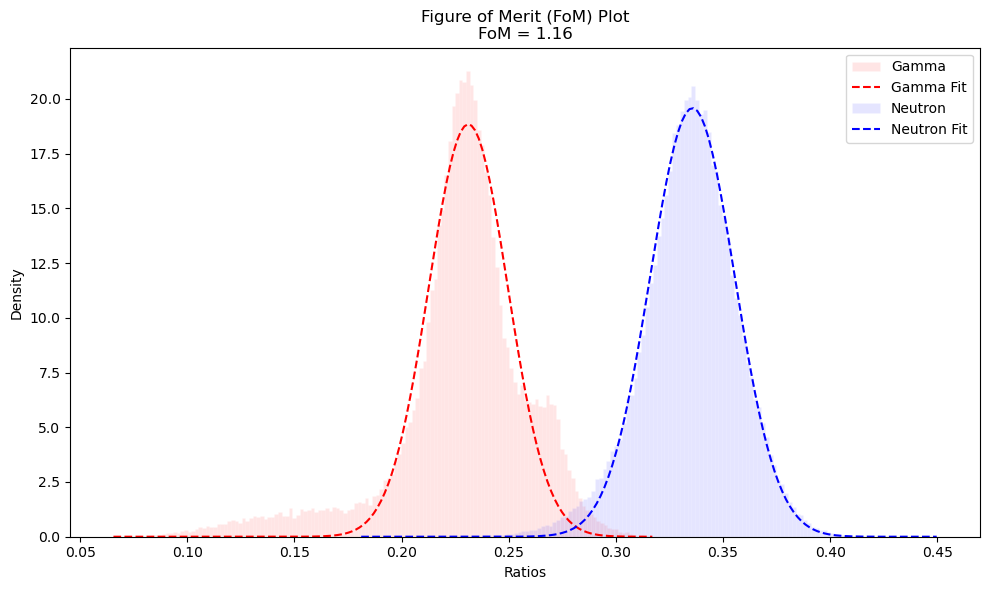 Figure of Merit (FoM) Plot
FoM = 1.16
Gamma
Gamma Fit
Neutron
Neutron Fit
Density
20.0
17.5
15.0
12.5
10.0
7.5
5.0
2.5
0.0
0.05
0.10
0.15
0.20
0.25
0.30
0.35
0.40
0.45
Ratios